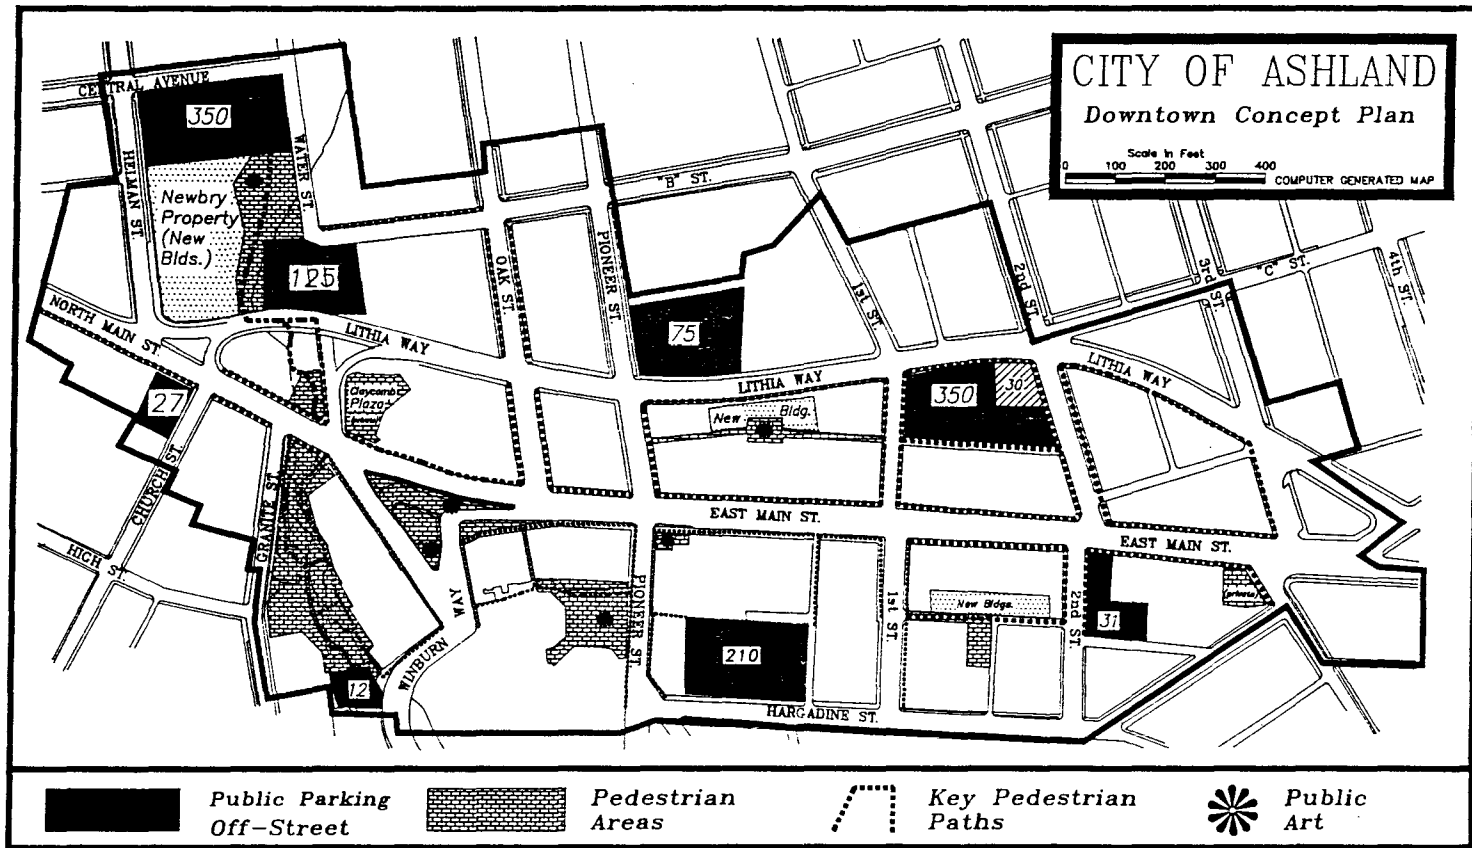 CITY OF ASHLAND
Downtown Concept Plan
Scale In Feet
0 100 200 300 400
COMPUTER GENERATED MAP
CENTRAL AVENUE
350
HELMAN ST.
WATER ST.
Newbry
Property
(New
Blds.)
125
"B" ST.
OAK ST.
PIONEER ST.
1st ST.
2nd ST.
3rd ST.
"C" ST.
4th ST.
NORTH MAIN ST.
LITHIA WAY
75
LITHIA WAY
LITHIA WAY
27
Claycomb
Plaza
New Bldg.
350
30
CHURCH ST.
GRANITE ST.
HIGH ST
EAST MAIN ST.
EAST MAIN ST.
WINBURN WAY
PIONEER ST.
1st ST.
New Bldgs.
2nd ST.
(private)
31
210
12
HARGADINE ST.
Public Parking
Off-Street
Pedestrian
Areas
Key Pedestrian
Paths
Public
Art